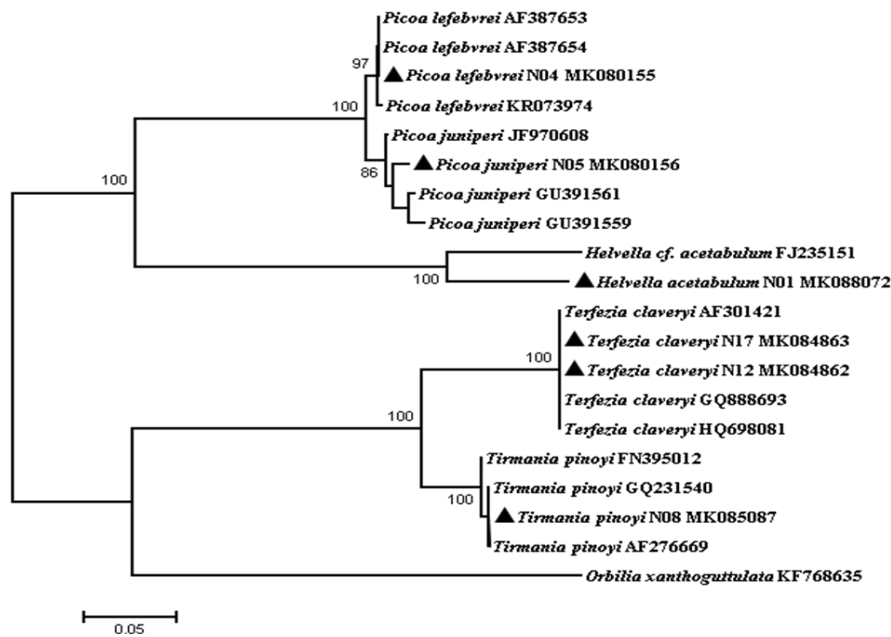 Picoa lefebvrei AF387653
Picoa lefebvrei AF387654
97
Picoa lefebvrei N04 MK080155
100
Picoa lefebvrei KR073974
Picoa juniperi JF970608
Picoa juniperi N05 MK080156
86
100
Picoa juniperi GU391561
Picoa juniperi GU391559
Helvella cf. acetabulum FJ235151
100
Helvella acetabulum N01 MK088072
Terfezia claveryi AF301421
Terfezia claveryi N17 MK084863
100
Terfezia claveryi N12 MK084862
Terfezia claveryi GQ888693
100
Terfezia claveryi HQ698081
Tirmania pinoyi FN395012
Tirmania pinoyi GQ231540
100
Tirmania pinoyi N08 MK085087
Tirmania pinoyi AF276669
Orbilia xanthoguttulata KF768635
0.05